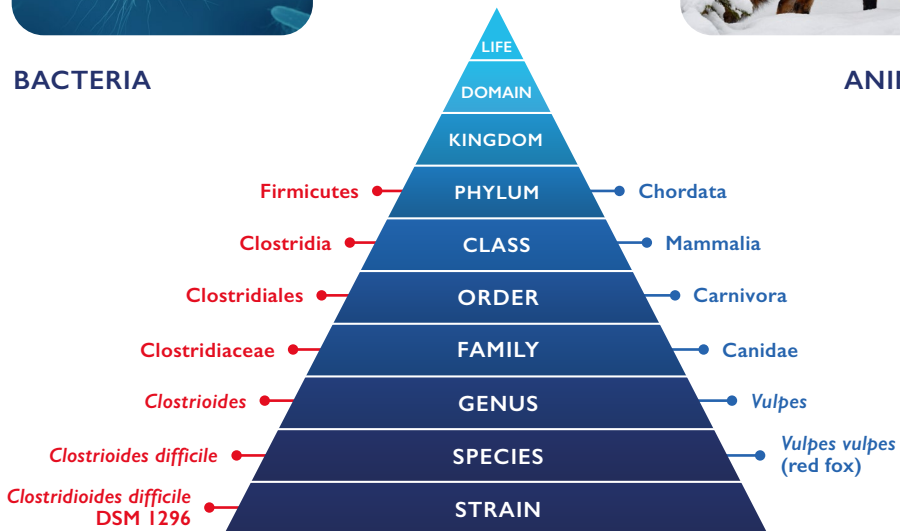 BACTERIA
ANI
LIFE
DOMAIN
KINGDOM
Firmicutes PHYLUM Chordata
Clostridia CLASS Mammalia
Clostridiales ORDER Carnivora
Clostridiaceae FAMILY Canidae
Clostrioides GENUS Vulpes
Clostrioides difficile SPECIES Vulpes vulpes
(red fox)
Clostridioides difficile
DSM 1296
STRAIN